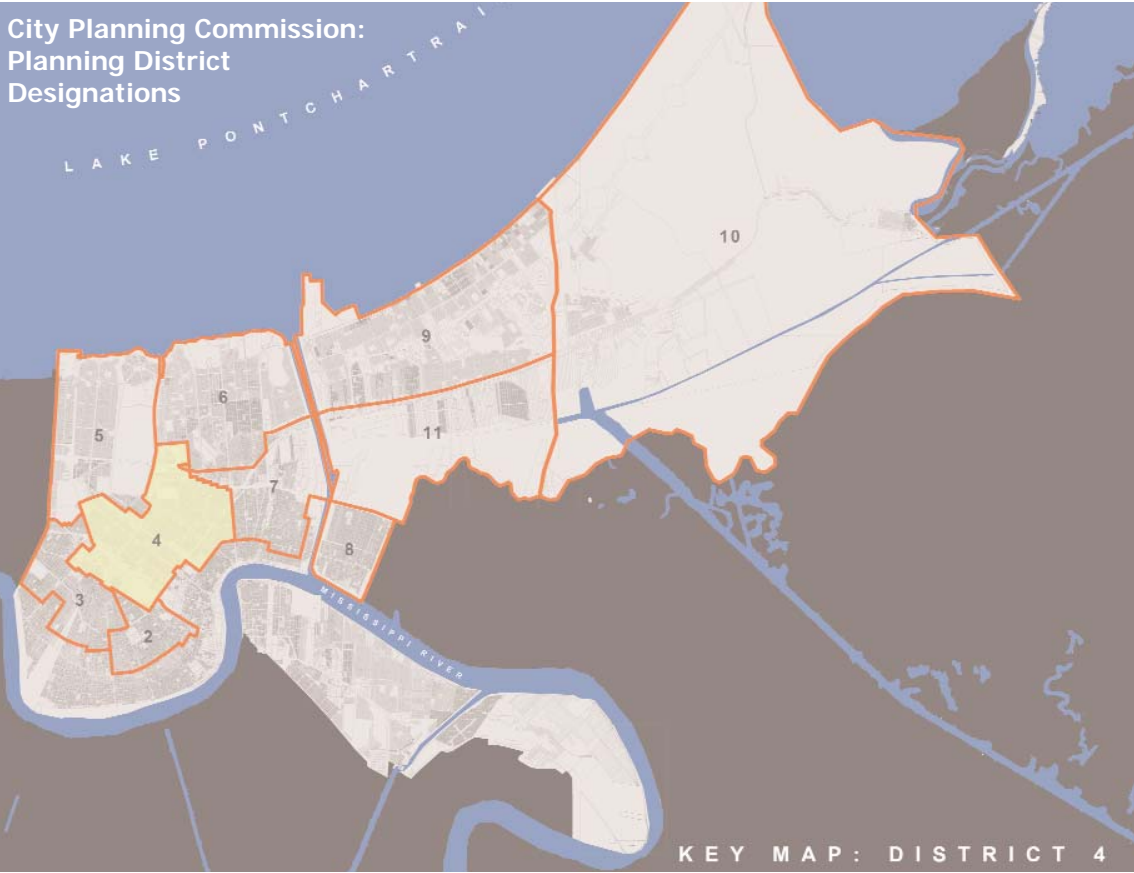 City Planning Commission:
Planning District
Designations
LAKE PONTCHARTRAI
10
9
6
5
11
7
4
8
3
2
MISSISSIPPI RIVER
KEY MAP: DISTRICT 4